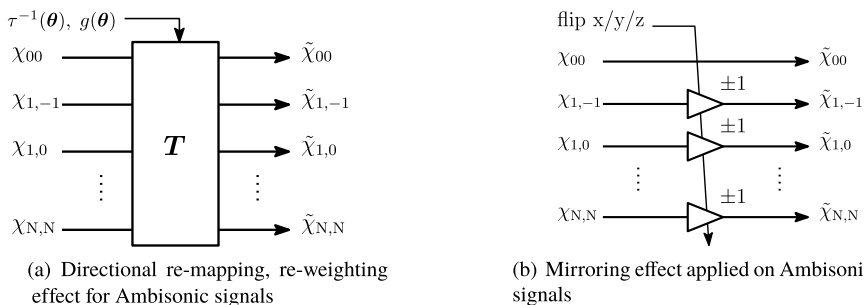 τ⁻¹(θ), g(θ)
χ₀₀
χ̃₀₀
χ₁,₋₁
χ̃₁,₋₁
χ₁,₀
T
χ̃₁,₀
χN,N
χ̃N,N
(a) Directional re-mapping, re-weighting
effect for Ambisonic signals
flip x/y/z
χ₀₀
χ̃₀₀
±1
χ₁,₋₁
χ̃₁,₋₁
±1
χ₁,₀
χ̃₁,₀
±1
χN,N
χ̃N,N
(b) Mirroring effect applied on Ambisoni
signals